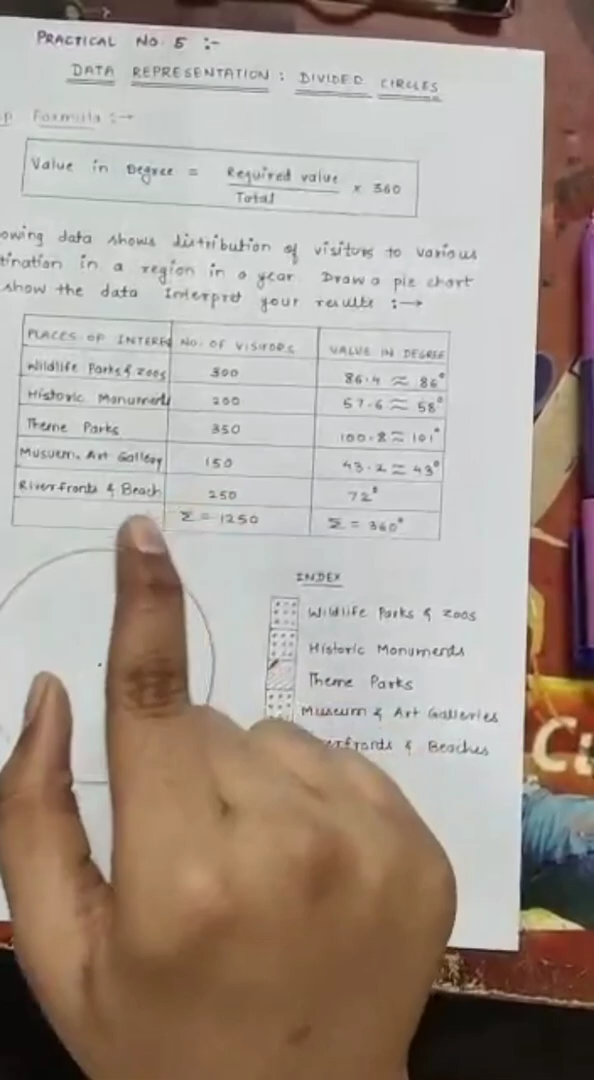 PRACTICAL NO. 5 :-
DATA REPRESENTATION : DIVIDED CIRCLES
Formula :→
Value in Degree = Required value / Total × 360
owing data shows distribution of visitors to various
tination in a region in a year. Draw a pie chart
show the data Interpret your results :→
PLACES OF INTERES NO. OF VISITORS VALUE IN DEGREE
Wildlife Parks & Zoos 300 86.4 ≈ 86°
Historic Monuments 200 57.6 ≈ 58°
Theme Parks 350 100.8 ≈ 101°
Musuem, Art Gallery 150 43.2 ≈ 43°
Riverfronts & Beach 250 72°
Σ = 1250 Σ = 360°
INDEX
Wildlife Parks & Zoos
Historic Monuments
Theme Parks
Museum & Art Galleries
erfronds & Beaches